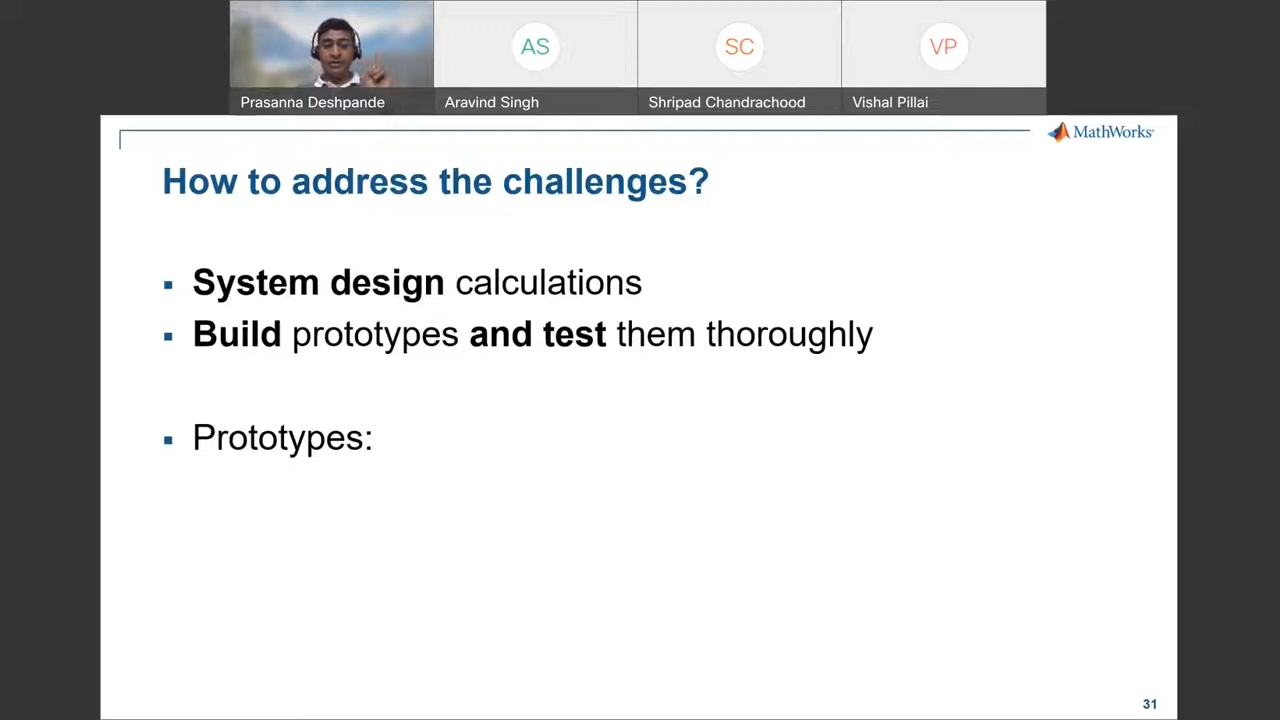 AS
SC
VP
Prasanna Deshpande
Aravind Singh
Shripad Chandrachood
Vishal Pillai
MathWorks
How to address the challenges?
▪ System design calculations
▪ Build prototypes and test them thoroughly
▪ Prototypes:
31